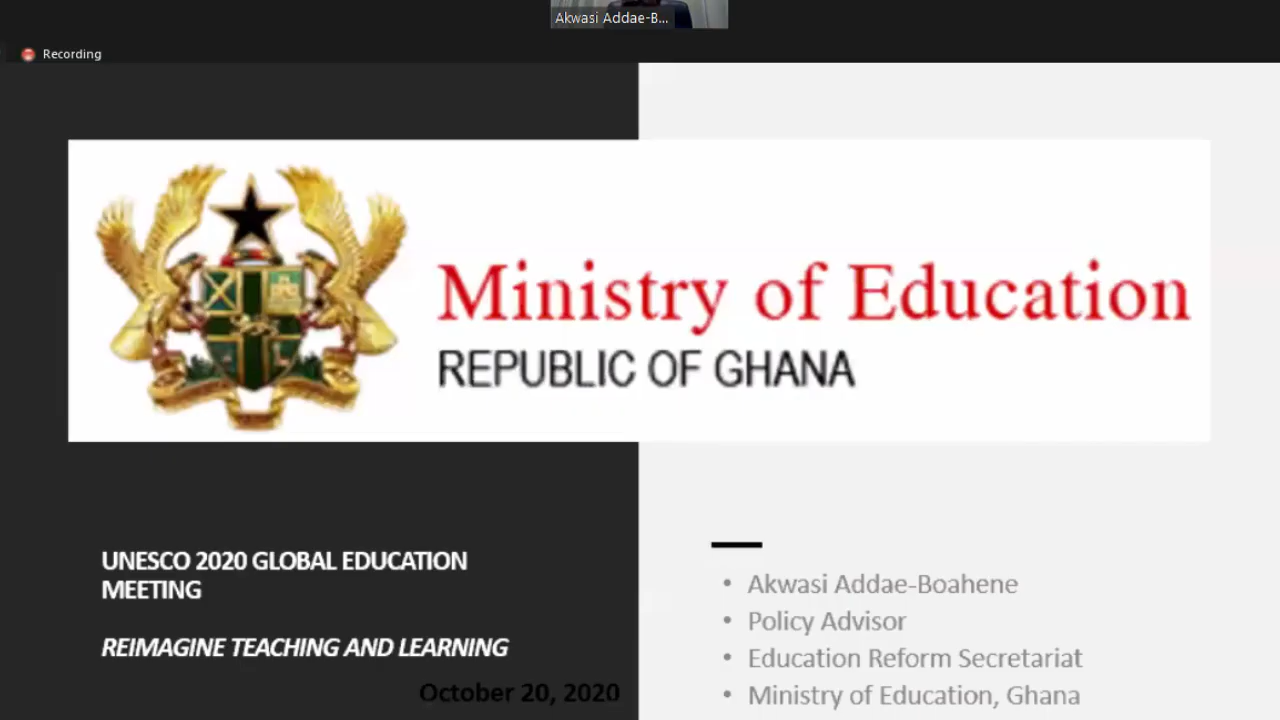 Akwasi Addae-B...
Recording
Ministry of Education
REPUBLIC OF GHANA
UNESCO 2020 GLOBAL EDUCATION
MEETING
REIMAGINE TEACHING AND LEARNING
October 20, 2020
• Akwasi Addae-Boahene
• Policy Advisor
• Education Reform Secretariat
• Ministry of Education, Ghana